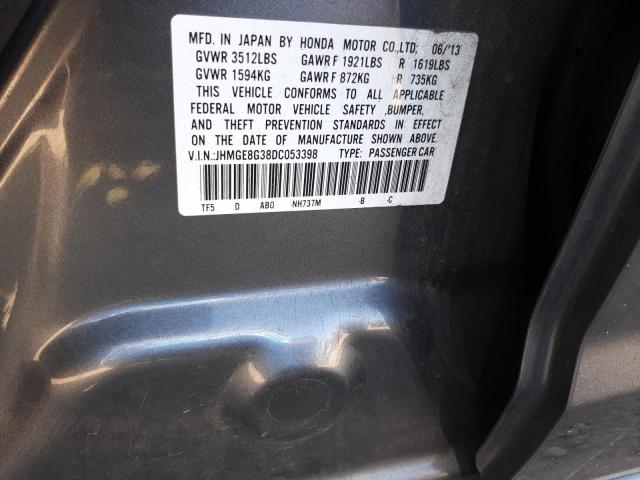 MFD. IN JAPAN BY HONDA MOTOR CO.,LTD; 06/'13
GVWR 3512LBS GAWR F 1921LBS R 1619LBS
GVWR 1594KG GAWR F 872KG R 735KG
THIS VEHICLE CONFORMS TO ALL APPLICABLE
FEDERAL MOTOR VEHICLE SAFETY ,BUMPER,
AND THEFT PREVENTION STANDARDS IN EFFECT
ON THE DATE OF MANUFACTURE SHOWN ABOVE.
V.I.N.:JHMGE8G38DC053398 TYPE: PASSENGER CAR
TF5 D AB0 -NH737M -B -C